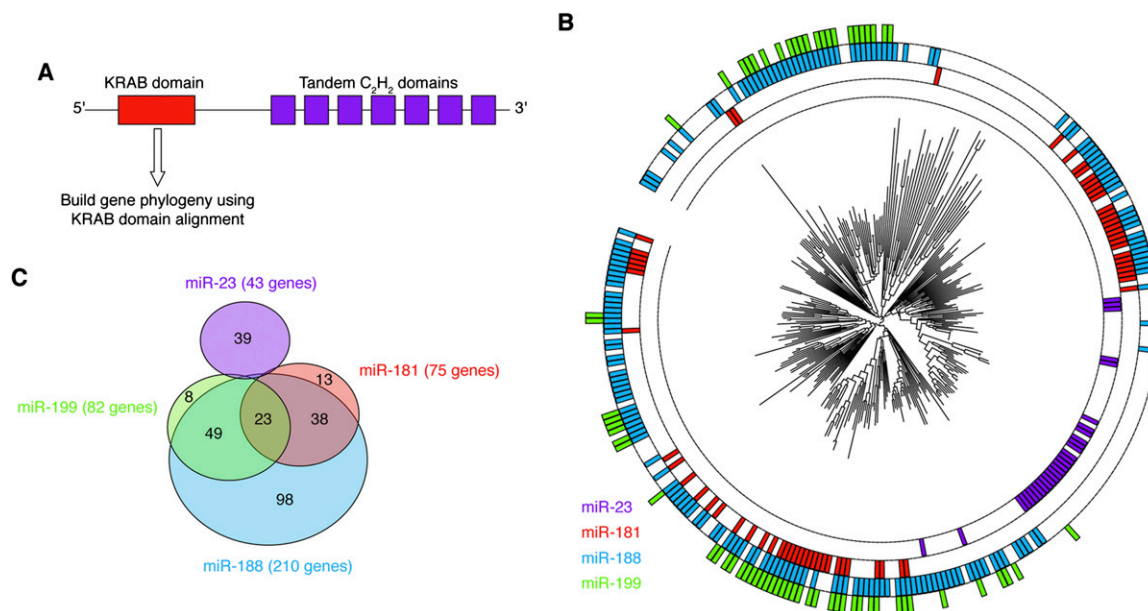 A
KRAB domain
Tandem C2H2 domains
5'
3'
Build gene phylogeny using
KRAB domain alignment
B
miR-23
miR-181
miR-188
miR-199
C
miR-23 (43 genes)
39
miR-181 (75 genes)
13
8
miR-199 (82 genes)
23
38
49
98
miR-188 (210 genes)